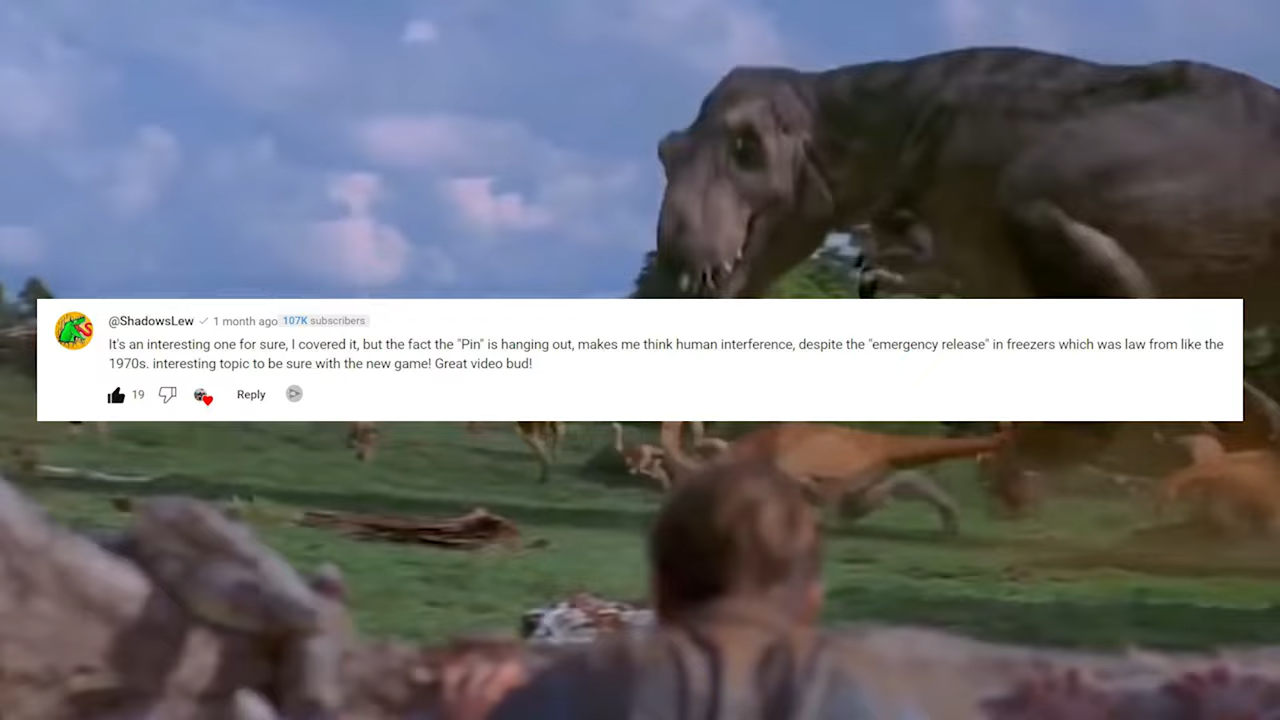 @ShadowsLew 1 month ago 107K subscribers
It's an interesting one for sure, I covered it, but the fact the "Pin" is hanging out, makes me think human interference, despite the "emergency release" in freezers which was law from like the
1970s. interesting topic to be sure with the new game! Great video bud!
19 Reply